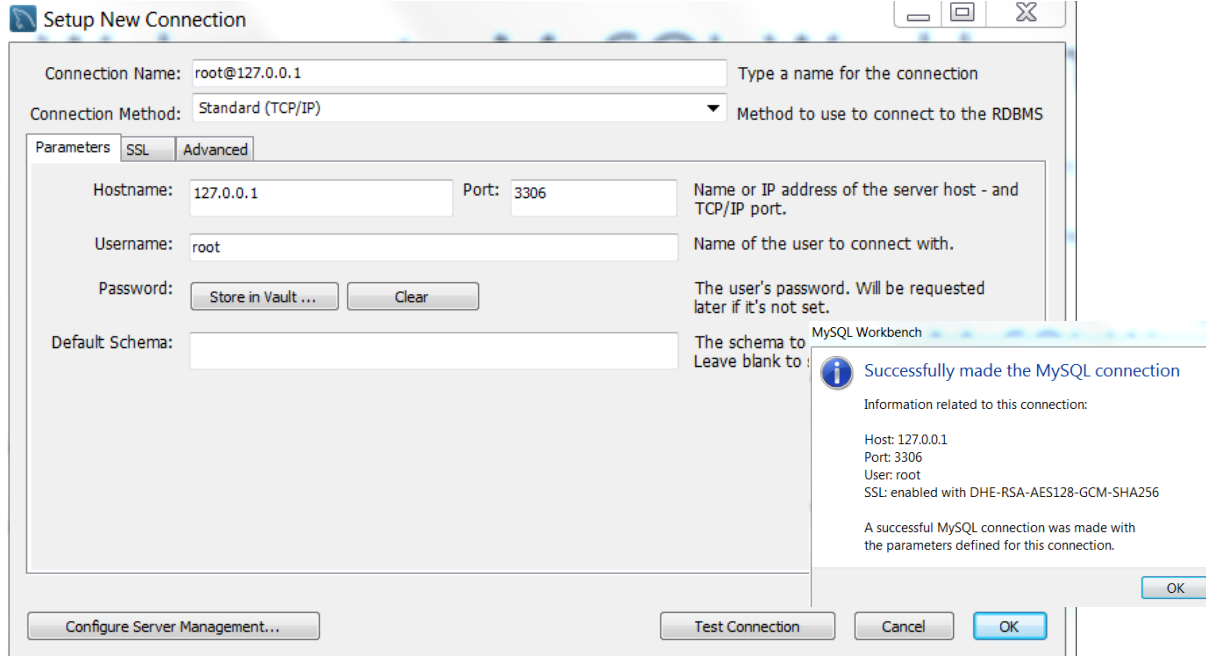 Setup New Connection
Connection Name: root@127.0.0.1 Type a name for the connection
Connection Method: Standard (TCP/IP) Method to use to connect to the RDBMS
Parameters SSL Advanced
Hostname: 127.0.0.1 Port: 3306 Name or IP address of the server host - and
TCP/IP port.
Username: root Name of the user to connect with.
Password: Store in Vault ... Clear The user's password. Will be requested
later if it's not set.
Default Schema: The schema to
Leave blank to
MySQL Workbench
Successfully made the MySQL connection
Information related to this connection:
Host: 127.0.0.1
Port: 3306
User: root
SSL: enabled with DHE-RSA-AES128-GCM-SHA256
A successful MySQL connection was made with
the parameters defined for this connection.
OK
Configure Server Management... Test Connection Cancel OK